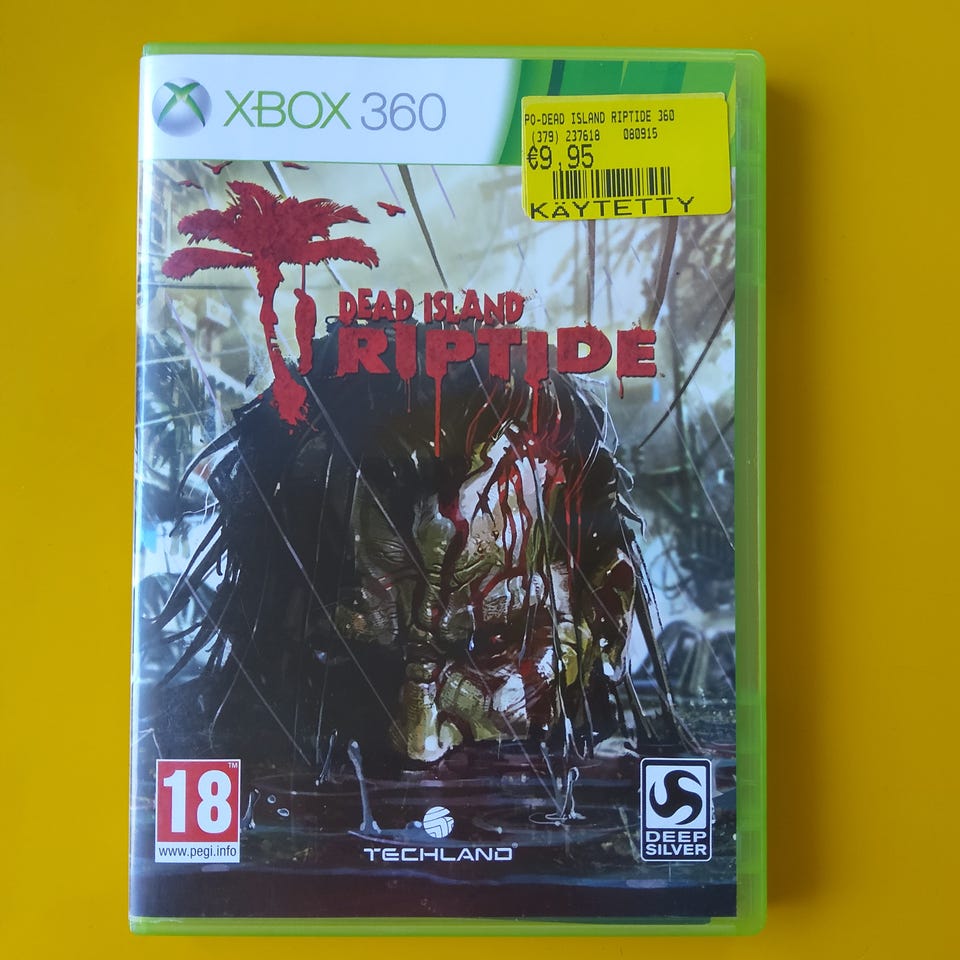 XBOX 360
PO-DEAD ISLAND RIPTIDE 360
(379) 237618 080915
€9,95
KÄYTETTY
DEAD ISLAND
RIPTIDE
18™
www.pegi.info
TECHLAND®
DEEP
SILVER